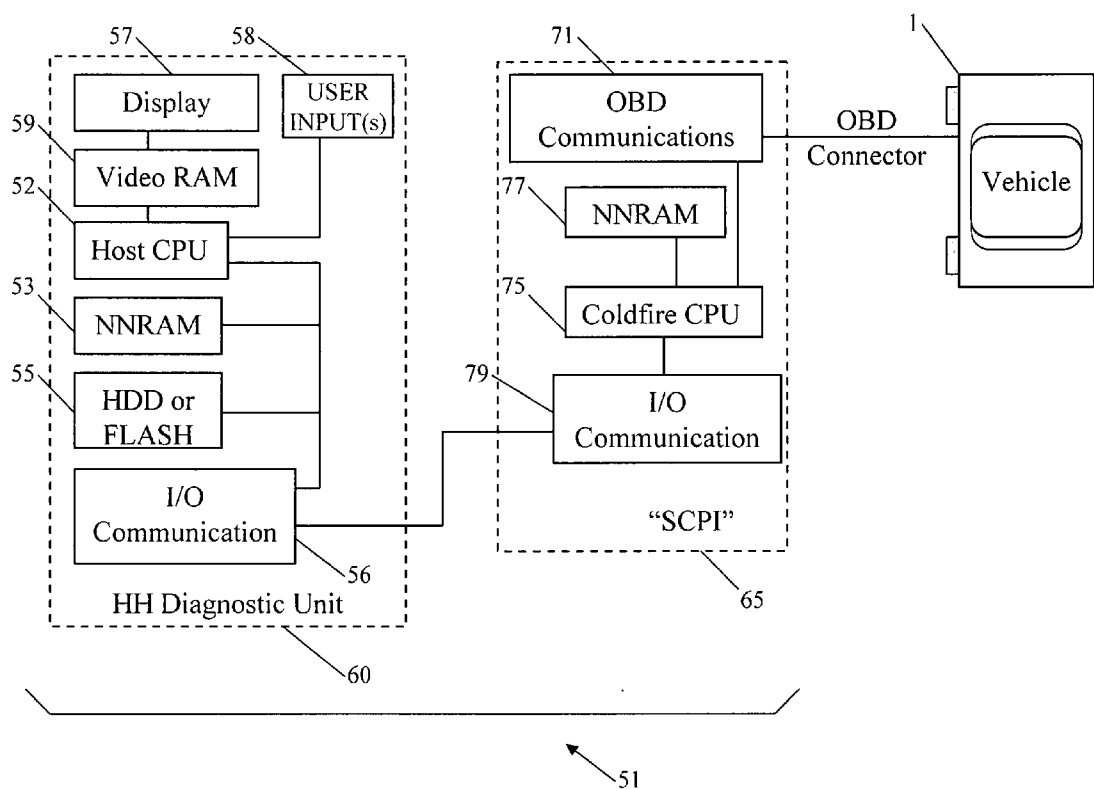 57
58
71
1
Display
USER
INPUT(s)
OBD
Communications
59
Video RAM
OBD
Connector
Vehicle
52
Host CPU
77
NNRAM
53
NNRAM
75
Coldfire CPU
55
HDD or
FLASH
79
I/O
Communication
I/O
Communication
56
"SCPI"
65
HH Diagnostic Unit
60
51